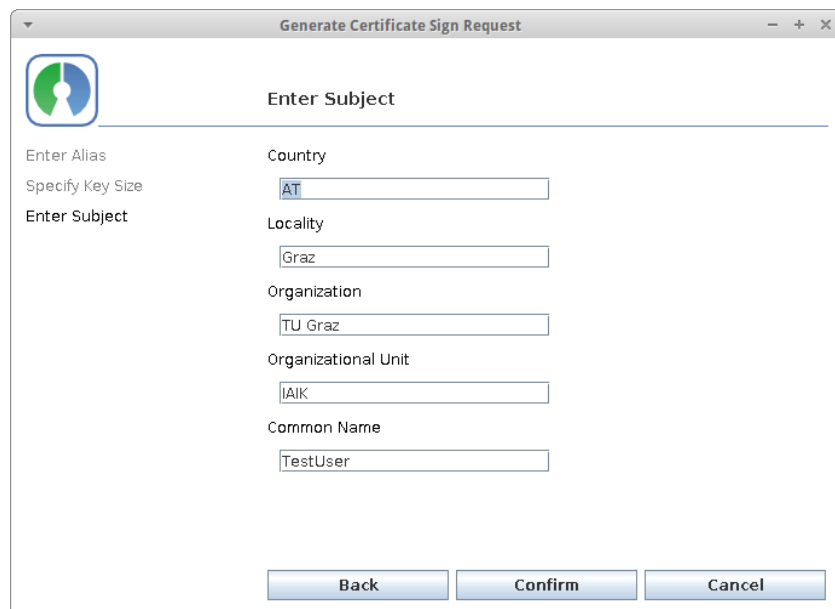 Generate Certificate Sign Request
Enter Subject
Enter Alias
Specify Key Size
Enter Subject
Country
AT
Locality
Graz
Organization
TU Graz
Organizational Unit
IAIK
Common Name
TestUser
Back Confirm Cancel